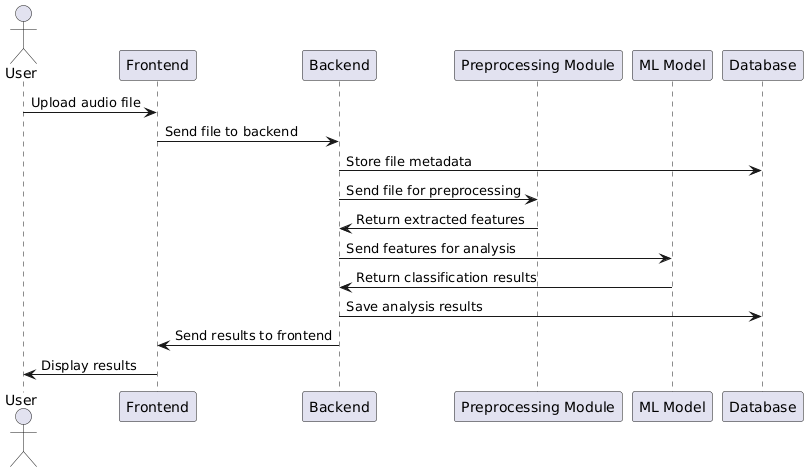 User
Frontend
Backend
Preprocessing Module
ML Model
Database
Upload audio file
Send file to backend
Store file metadata
Send file for preprocessing
Return extracted features
Send features for analysis
Return classification results
Save analysis results
Send results to frontend
Display results
User
Frontend
Backend
Preprocessing Module
ML Model
Database